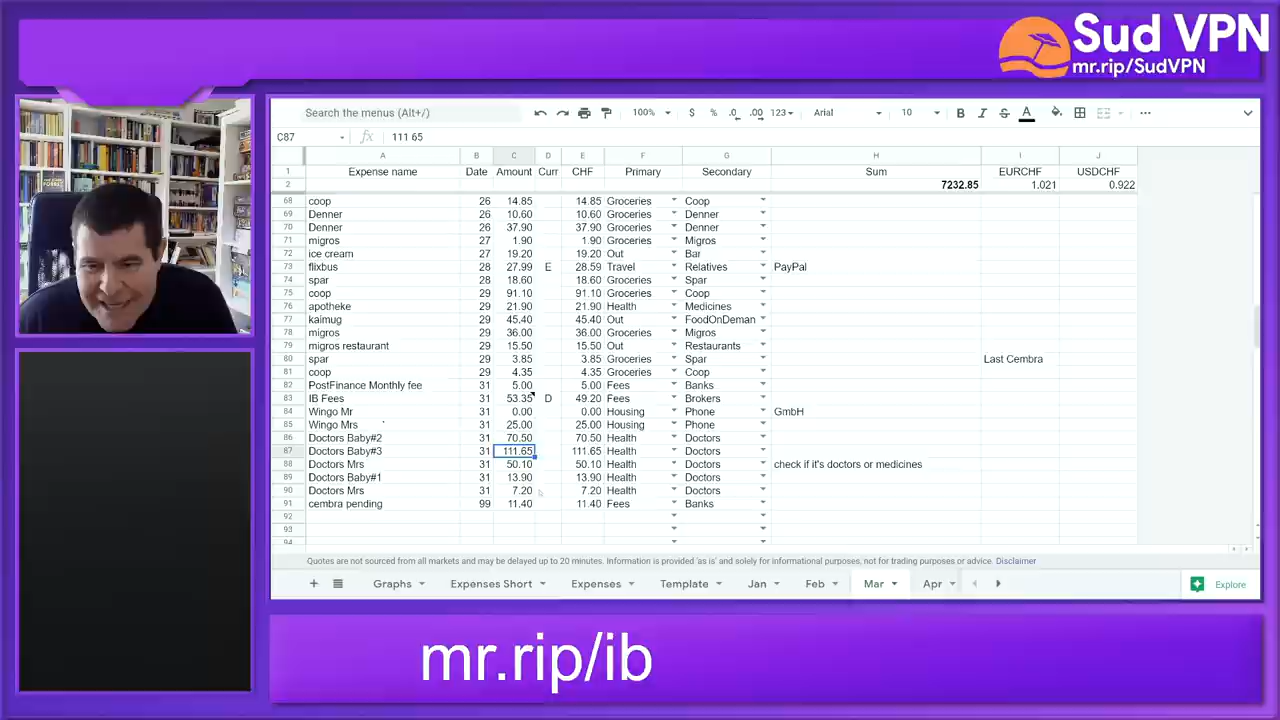 Sud VPN
mr.rip/SudVPN
Search the menus (Alt+/) 100% $ % .0 .00 123 Arial 10 B I S A
C87 fx 111 65
A B C D E F G H I J
1 Expense name Date Amount Curr CHF Primary Secondary Sum EURCHF USDCHF
2 7232.85 1.021 0.922
68 coop 26 14.85 14.85 Groceries Coop
69 Denner 26 10.60 10.60 Groceries Denner
70 Denner 26 37.90 37.90 Groceries Denner
71 migros 27 1.90 1.90 Groceries Migros
72 ice cream 27 19.20 19.20 Out Bar
73 flixbus 28 27.99 E 28.59 Travel Relatives PayPal
74 spar 28 18.60 18.60 Groceries Spar
75 coop 29 91.10 91.10 Groceries Coop
76 apotheke 29 21.90 21.90 Health Medicines
77 kaimug 29 45.40 45.40 Out FoodOnDeman
78 migros 29 36.00 36.00 Groceries Migros
79 migros restaurant 29 15.50 15.50 Out Restaurants
80 spar 29 3.85 3.85 Groceries Spar Last Cembra
81 coop 29 4.35 4.35 Groceries Coop
82 PostFinance Monthly fee 31 5.00 5.00 Fees Banks
83 IB Fees 31 53.35 D 49.20 Fees Brokers
84 Wingo Mr 31 0.00 0.00 Housing Phone GmbH
85 Wingo Mrs 31 25.00 25.00 Housing Phone
86 Doctors Baby#2 31 70.50 70.50 Health Doctors
87 Doctors Baby#3 31 111.65 111.65 Health Doctors
88 Doctors Mrs 31 50.10 50.10 Health Doctors check if it's doctors or medicines
89 Doctors Baby#1 31 13.90 13.90 Health Doctors
90 Doctors Mrs 31 7.20 7.20 Health Doctors
91 cembra pending 99 11.40 11.40 Fees Banks
92
93
94
Quotes are not sourced from all markets and may be delayed up to 20 minutes. Information is provided 'as is' and solely for informational purposes, not for trading purposes or advice. Disclaimer
+ Graphs Expenses Short Expenses Template Jan Feb Mar Apr Explore
mr.rip/ib